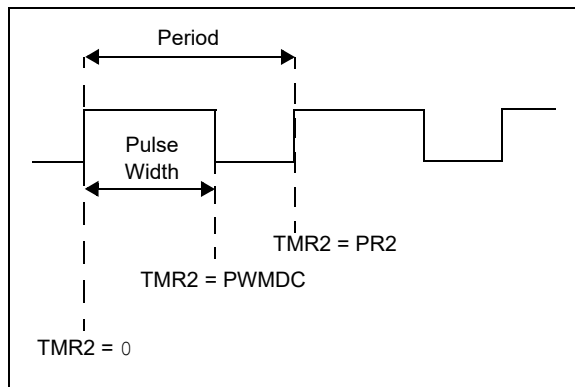 Period
Pulse
Width
TMR2 = PR2
TMR2 = PWMDC
TMR2 = 0